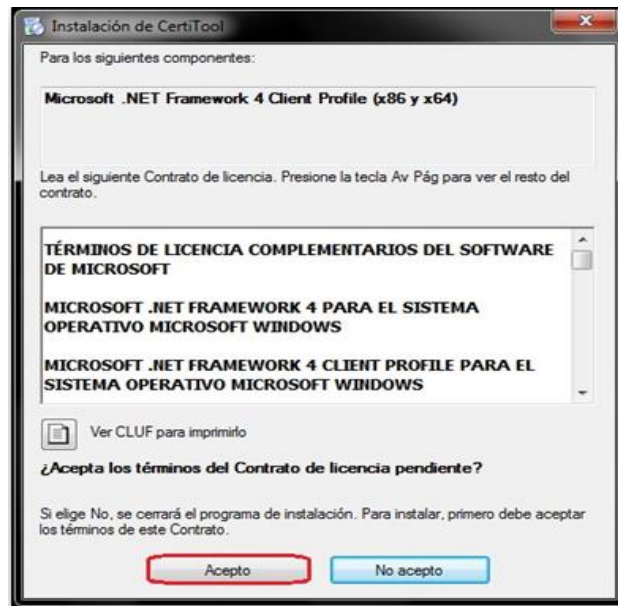 Instalación de CertiTool
Para los siguientes componentes:
Microsoft .NET Framework 4 Client Profile (x86 y x64)
Lea el siguiente Contrato de licencia. Presione la tecla Av Pág para ver el resto del
contrato.
TÉRMINOS DE LICENCIA COMPLEMENTARIOS DEL SOFTWARE
DE MICROSOFT
MICROSOFT .NET FRAMEWORK 4 PARA EL SISTEMA
OPERATIVO MICROSOFT WINDOWS
MICROSOFT .NET FRAMEWORK 4 CLIENT PROFILE PARA EL
SISTEMA OPERATIVO MICROSOFT WINDOWS
Ver CLUF para imprimirlo
¿Acepta los términos del Contrato de licencia pendiente?
Si elige No, se cerrará el programa de instalación. Para instalar, primero debe aceptar
los términos de este Contrato.
Acepto
No acepto